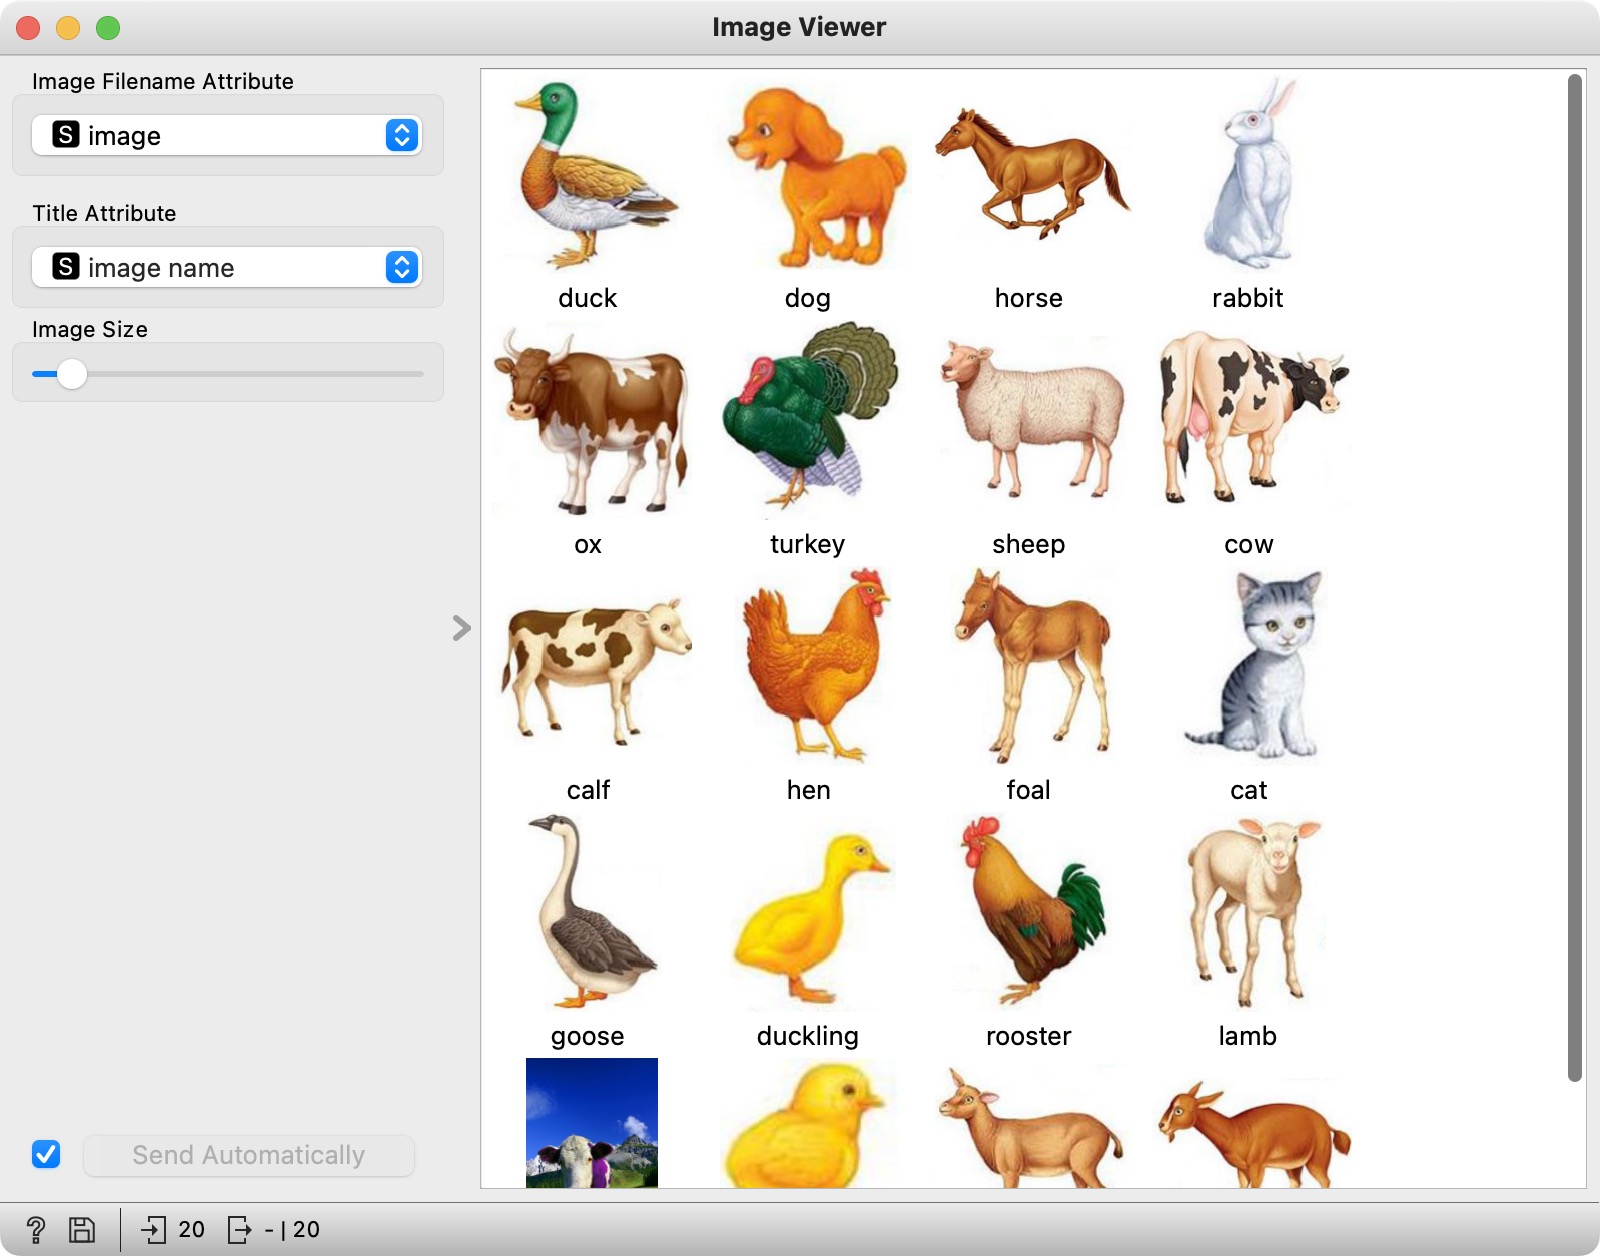 Image Viewer
Image Filename Attribute
S image
Title Attribute
S image name
Image Size
duck dog horse rabbit
ox turkey sheep cow
calf hen foal cat
goose duckling rooster lamb
Send Automatically
? 20 - | 20